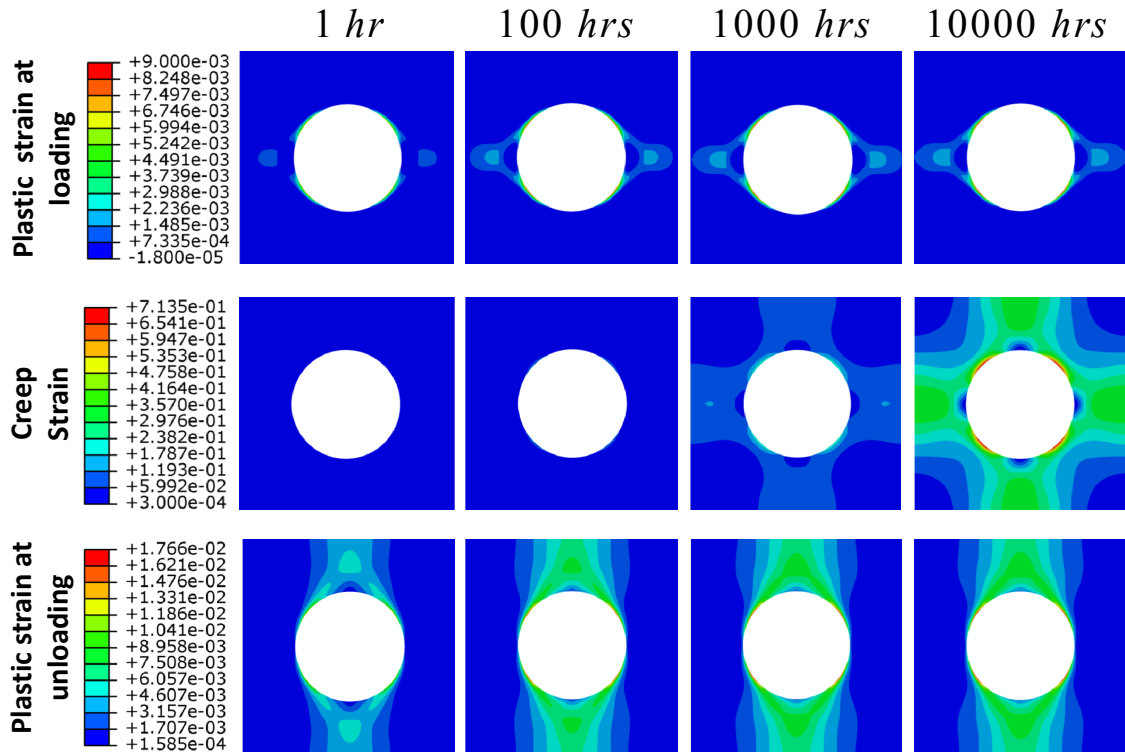 1 hr 100 hrs 1000 hrs 10000 hrs
Plastic strain at
loading
+9.000e-03
+8.248e-03
+7.497e-03
+6.746e-03
+5.994e-03
+5.242e-03
+4.491e-03
+3.739e-03
+2.988e-03
+2.236e-03
+1.485e-03
+7.335e-04
-1.800e-05
Creep
Strain
+7.135e-01
+6.541e-01
+5.947e-01
+5.353e-01
+4.758e-01
+4.164e-01
+3.570e-01
+2.976e-01
+2.382e-01
+1.787e-01
+1.193e-01
+5.992e-02
+3.000e-04
Plastic strain at
unloading
+1.766e-02
+1.621e-02
+1.476e-02
+1.331e-02
+1.186e-02
+1.041e-02
+8.958e-03
+7.508e-03
+6.057e-03
+4.607e-03
+3.157e-03
+1.707e-03
+1.585e-04